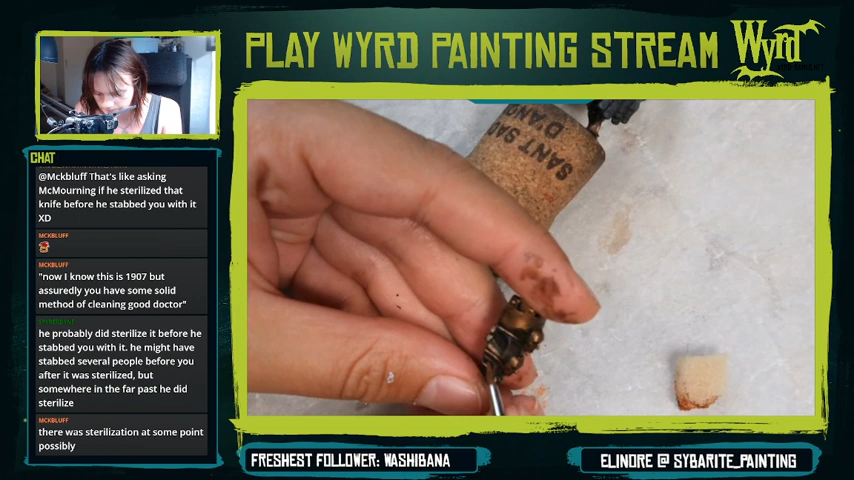 PLAY WYRD PAINTING STREAM
Wyrd
CHAT
@Mckbluff That's like asking
McMourning if he sterilized that
knife before he stabbed you with it
XD
MCKBLUFF
MCKBLUFF
"now I know this is 1907 but
assuredly you have some solid
method of cleaning good doctor"
he probably did sterilize it before he
stabbed you with it. he might have
stabbed several people before you
after it was sterilized, but
somewhere in the far past he did
sterilize
MCKBLUFF
there was sterilization at some point
possibly
SANT SAD
D'ANO
FRESHEST FOLLOWER: WASHIBANA
ELINORE @ SYBARITE_PAINTING